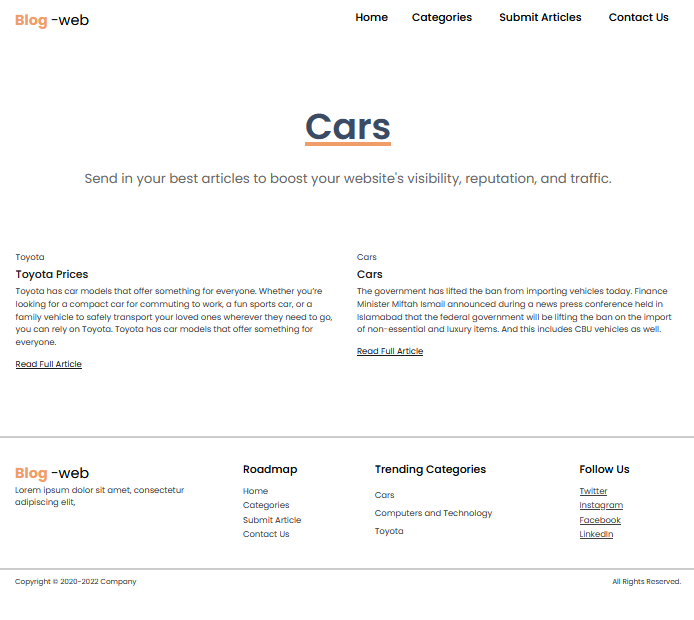 Blog -web
Home Categories Submit Articles Contact Us
Cars
Send in your best articles to boost your website's visibility, reputation, and traffic.
Toyota
Toyota Prices
Toyota has car models that offer something for everyone. Whether you're
looking for a compact car for commuting to work, a fun sports car, or a
family vehicle to safely transport your loved ones wherever they need to go,
you can rely on Toyota. Toyota has car models that offer something for
everyone.
Read Full Article
Cars
Cars
The government has lifted the ban from importing vehicles today. Finance
Minister Miftah Ismail announced during a news press conference held in
Islamabad that the federal government will be lifting the ban on the import
of non-essential and luxury items. And this includes CBU vehicles as well.
Read Full Article
Blog -web
Lorem ipsum dolor sit amet, consectetur
adipiscing elit,
Roadmap
Home
Categories
Submit Article
Contact Us
Trending Categories
Cars
Computers and Technology
Toyota
Follow Us
Twitter
Instagram
Facebook
LinkedIn
Copyright © 2020-2022 Company
All Rights Reserved.